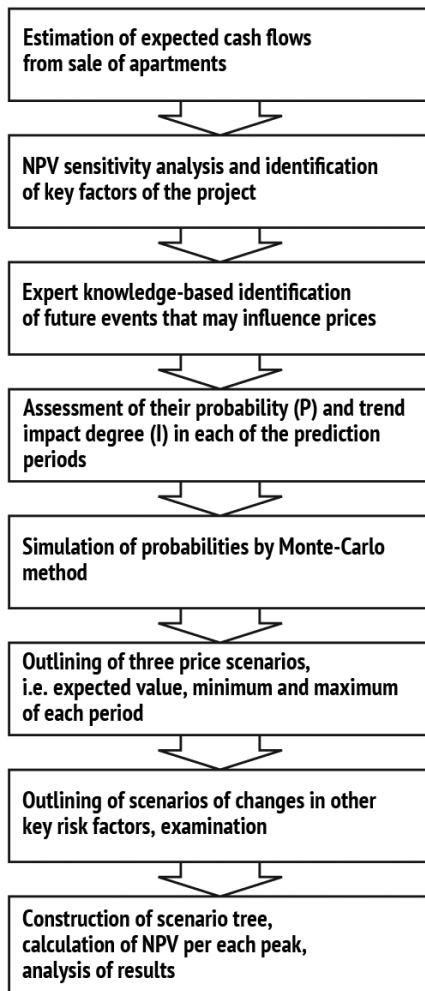 Estimation of expected cash flows
from sale of apartments
NPV sensitivity analysis and identification
of key factors of the project
Expert knowledge-based identification
of future events that may influence prices
Assessment of their probability (P) and trend
impact degree (I) in each of the prediction
periods
Simulation of probabilities by Monte-Carlo
method
Outlining of three price scenarios,
i.e. expected value, minimum and maximum
of each period
Outlining of scenarios of changes in other
key risk factors, examination
Construction of scenario tree,
calculation of NPV per each peak,
analysis of results